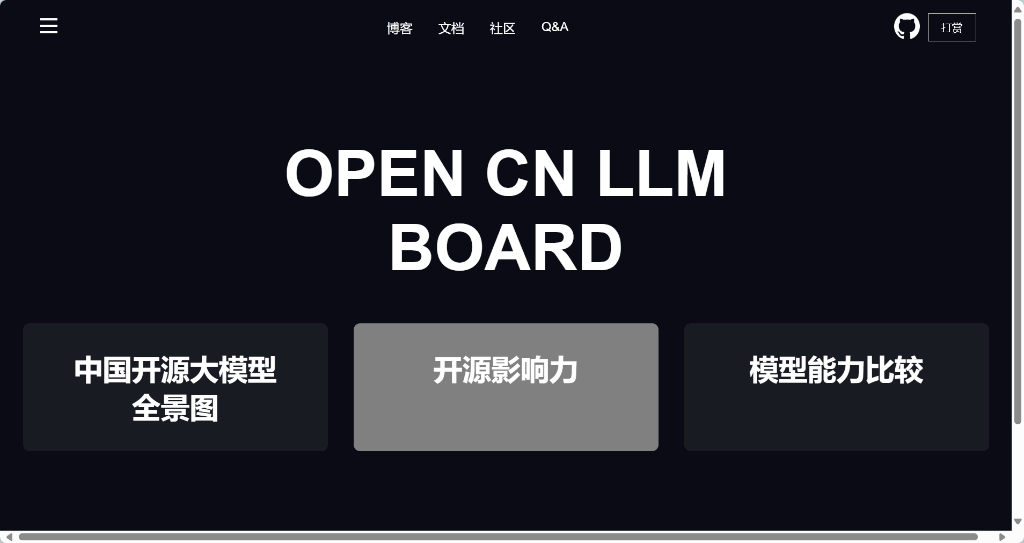 博客 文档 社区 Q&A 打赏
OPEN CN LLM
BOARD
中国开源大模型
全景图
开源影响力
模型能力比较